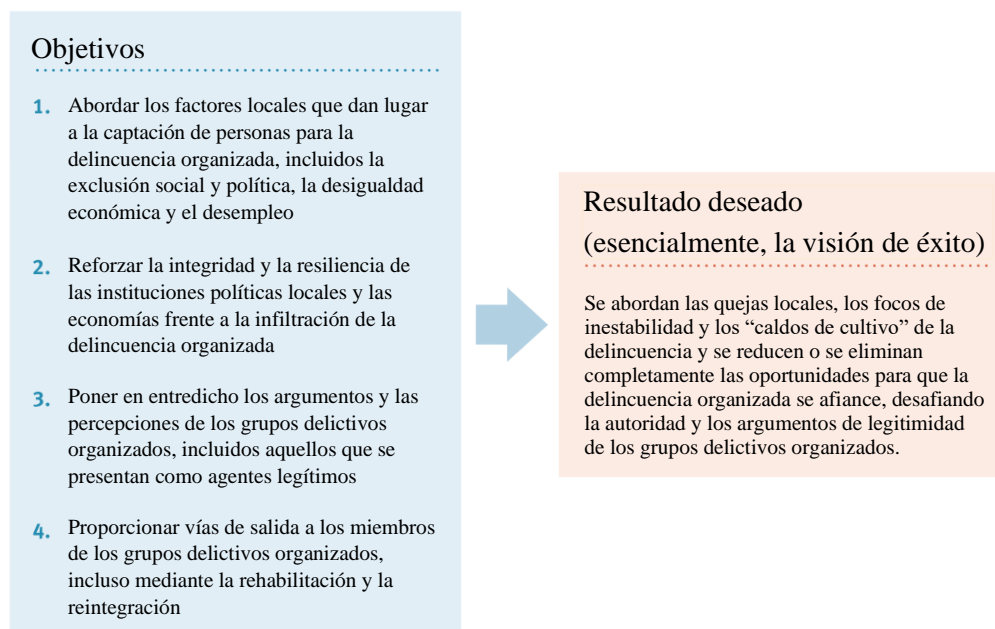 Objetivos
1. Abordar los factores locales que dan lugar
a la captación de personas para la
delincuencia organizada, incluidos la
exclusión social y política, la desigualdad
económica y el desempleo
2. Reforzar la integridad y la resiliencia de
las instituciones políticas locales y las
economías frente a la infiltración de la
delincuencia organizada
3. Poner en entredicho los argumentos y las
percepciones de los grupos delictivos
organizados, incluidos aquellos que se
presentan como agentes legítimos
4. Proporcionar vías de salida a los miembros
de los grupos delictivos organizados,
incluso mediante la rehabilitación y la
reintegración
Resultado deseado
(esencialmente, la visión de éxito)
Se abordan las quejas locales, los focos de
inestabilidad y los “caldos de cultivo” de la
delincuencia y se reducen o se eliminan
completamente las oportunidades para que la
delincuencia organizada se afiance, desafiando
la autoridad y los argumentos de legitimidad
de los grupos delictivos organizados.